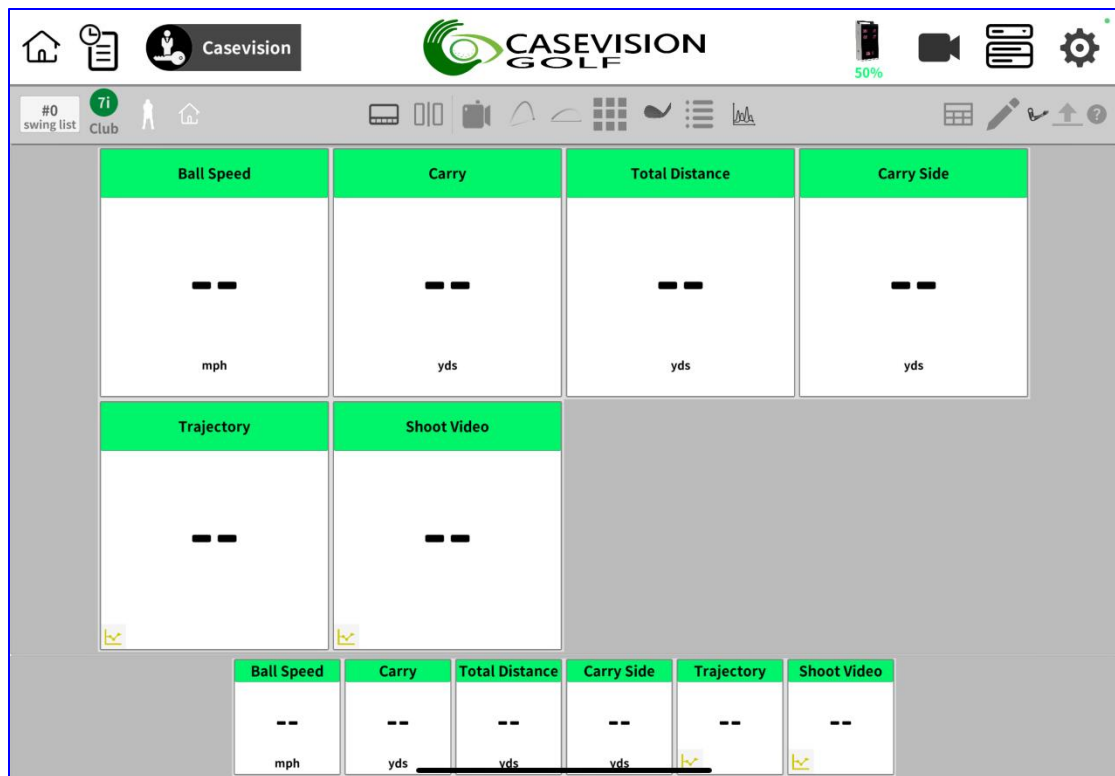 Casevision
CASEVISION
GOLF
50%
#0
swing list
7i
Club
Ball Speed
Carry
Total Distance
Carry Side
--
--
--
--
mph
yds
yds
yds
Trajectory
Shoot Video
--
--
Ball Speed
Carry
Total Distance
Carry Side
Trajectory
Shoot Video
--
--
--
--
--
--
mph
yds
yds
yds